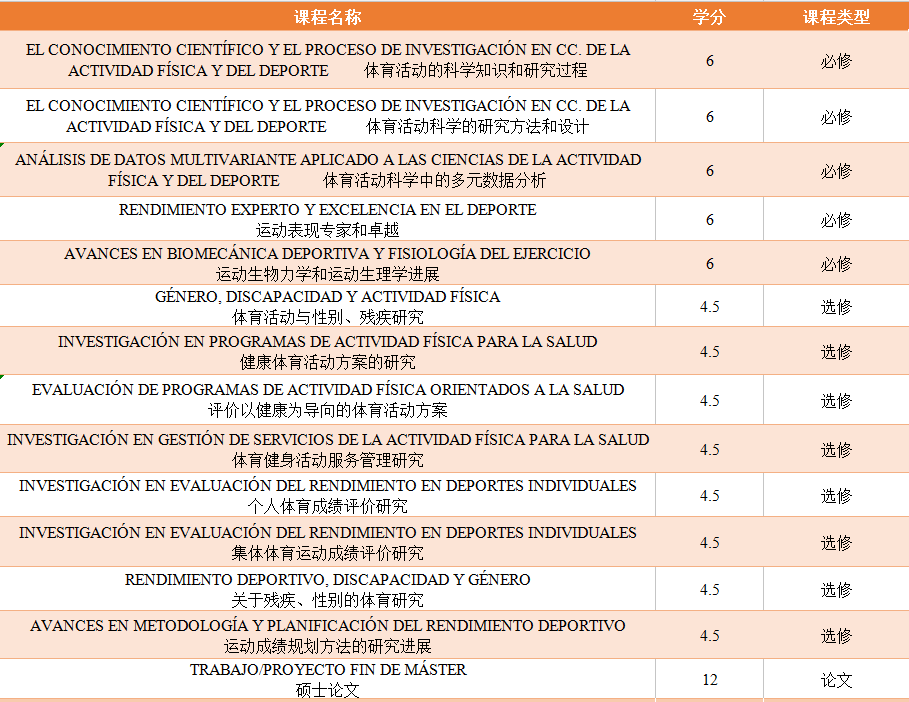 课程名称 学分 课程类型
EL CONOCIMIENTO CIENTÍFICO Y EL PROCESO DE INVESTIGACIÓN EN CC. DE LA
ACTIVIDAD FÍSICA Y DEL DEPORTE 体育活动的科学知识和研究过程
6 必修
EL CONOCIMIENTO CIENTÍFICO Y EL PROCESO DE INVESTIGACIÓN EN CC. DE LA
ACTIVIDAD FÍSICA Y DEL DEPORTE 体育活动科学的研究方法和设计
6 必修
ANÁLISIS DE DATOS MULTIVARIANTE APLICADO A LAS CIENCIAS DE LA ACTIVIDAD
FÍSICA Y DEL DEPORTE 体育活动科学中的多元数据分析
6 必修
RENDIMIENTO EXPERTO Y EXCELENCIA EN EL DEPORTE
运动表现专家和卓越
6 必修
AVANCES EN BIOMECÁNICA DEPORTIVA Y FISIOLOGÍA DEL EJERCICIO
运动生物力学和运动生理学进展
6 必修
GÉNERO, DISCAPACIDAD Y ACTIVIDAD FÍSICA
体育活动与性别、残疾研究
4.5 选修
INVESTIGACIÓN EN PROGRAMAS DE ACTIVIDAD FÍSICA PARA LA SALUD
健康体育活动方案的研究
4.5 选修
EVALUACIÓN DE PROGRAMAS DE ACTIVIDAD FÍSICA ORIENTADOS A LA SALUD
评价以健康为导向的体育活动方案
4.5 选修
INVESTIGACIÓN EN GESTIÓN DE SERVICIOS DE LA ACTIVIDAD FÍSICA PARA LA SALUD
体育健身活动服务管理研究
4.5 选修
INVESTIGACIÓN EN EVALUACIÓN DEL RENDIMIENTO EN DEPORTES INDIVIDUALES
个人体育成绩评价研究
4.5 选修
INVESTIGACIÓN EN EVALUACIÓN DEL RENDIMIENTO EN DEPORTES INDIVIDUALES
集体体育运动成绩评价研究
4.5 选修
RENDIMIENTO DEPORTIVO, DISCAPACIDAD Y GÉNERO
关于残疾、性别的体育研究
4.5 选修
AVANCES EN METODOLOGÍA Y PLANIFICACIÓN DEL RENDIMIENTO DEPORTIVO
运动成绩规划方法的研究进展
4.5 选修
TRABAJO/PROYECTO FIN DE MÁSTER
硕士论文
12 论文